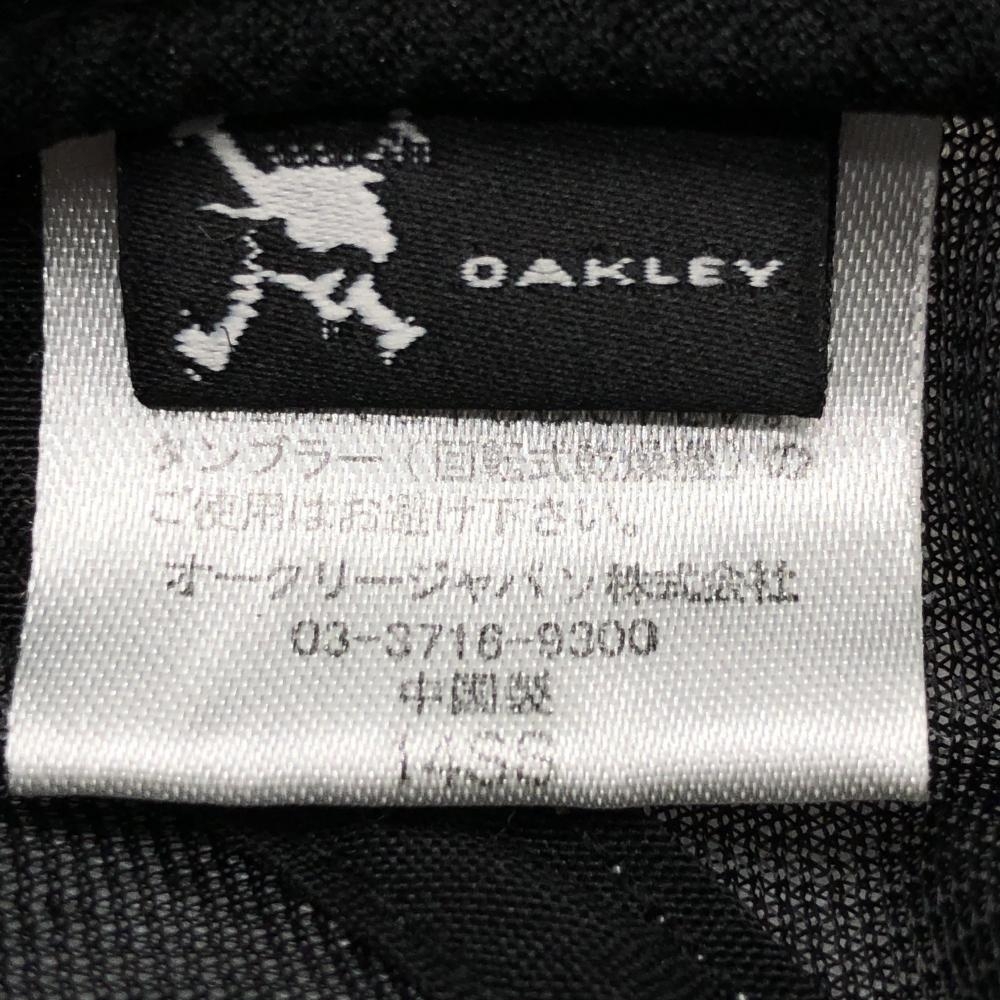 OAKLEY
タンブラー（回転式乾燥機）の
ご使用はお避け下さい。
オークリージャパン株式会社
03-3716-9300
中国製
14SS